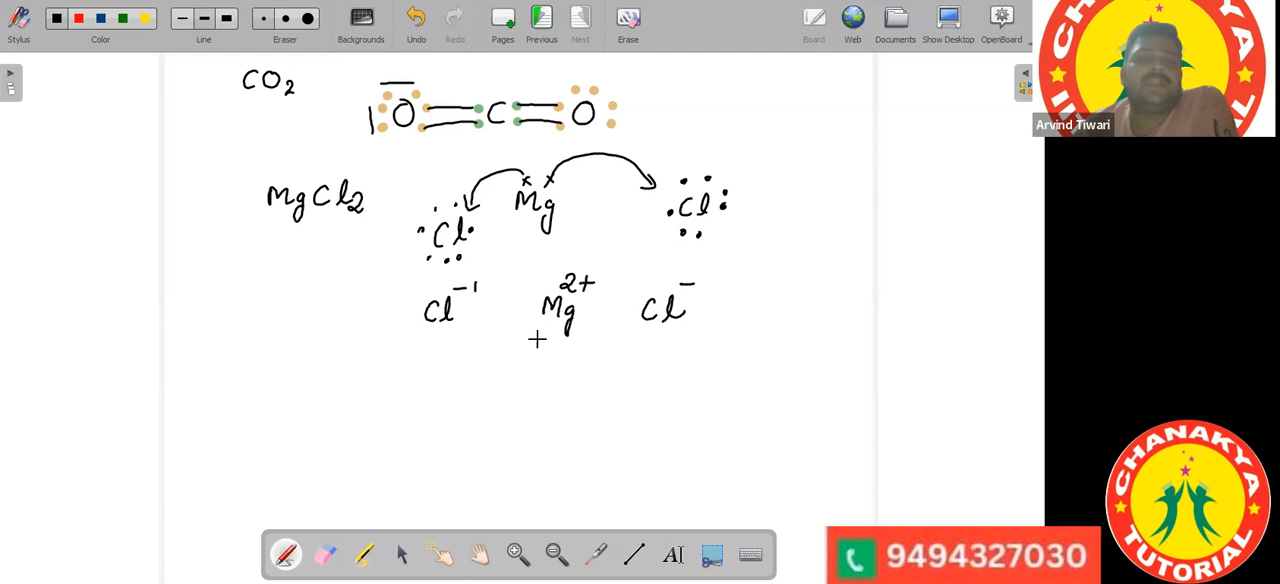 Stylus Color Line Eraser Backgrounds Undo Redo Pages Previous Next Erase Board Web Documents Show Desktop OpenBoard
CO2
O = C = O
MgCl2 Cl Mg Cl
Cl-1 Mg2+ Cl-
Arvind Tiwari
CHANAKYA
TUTORIAL
9494327030